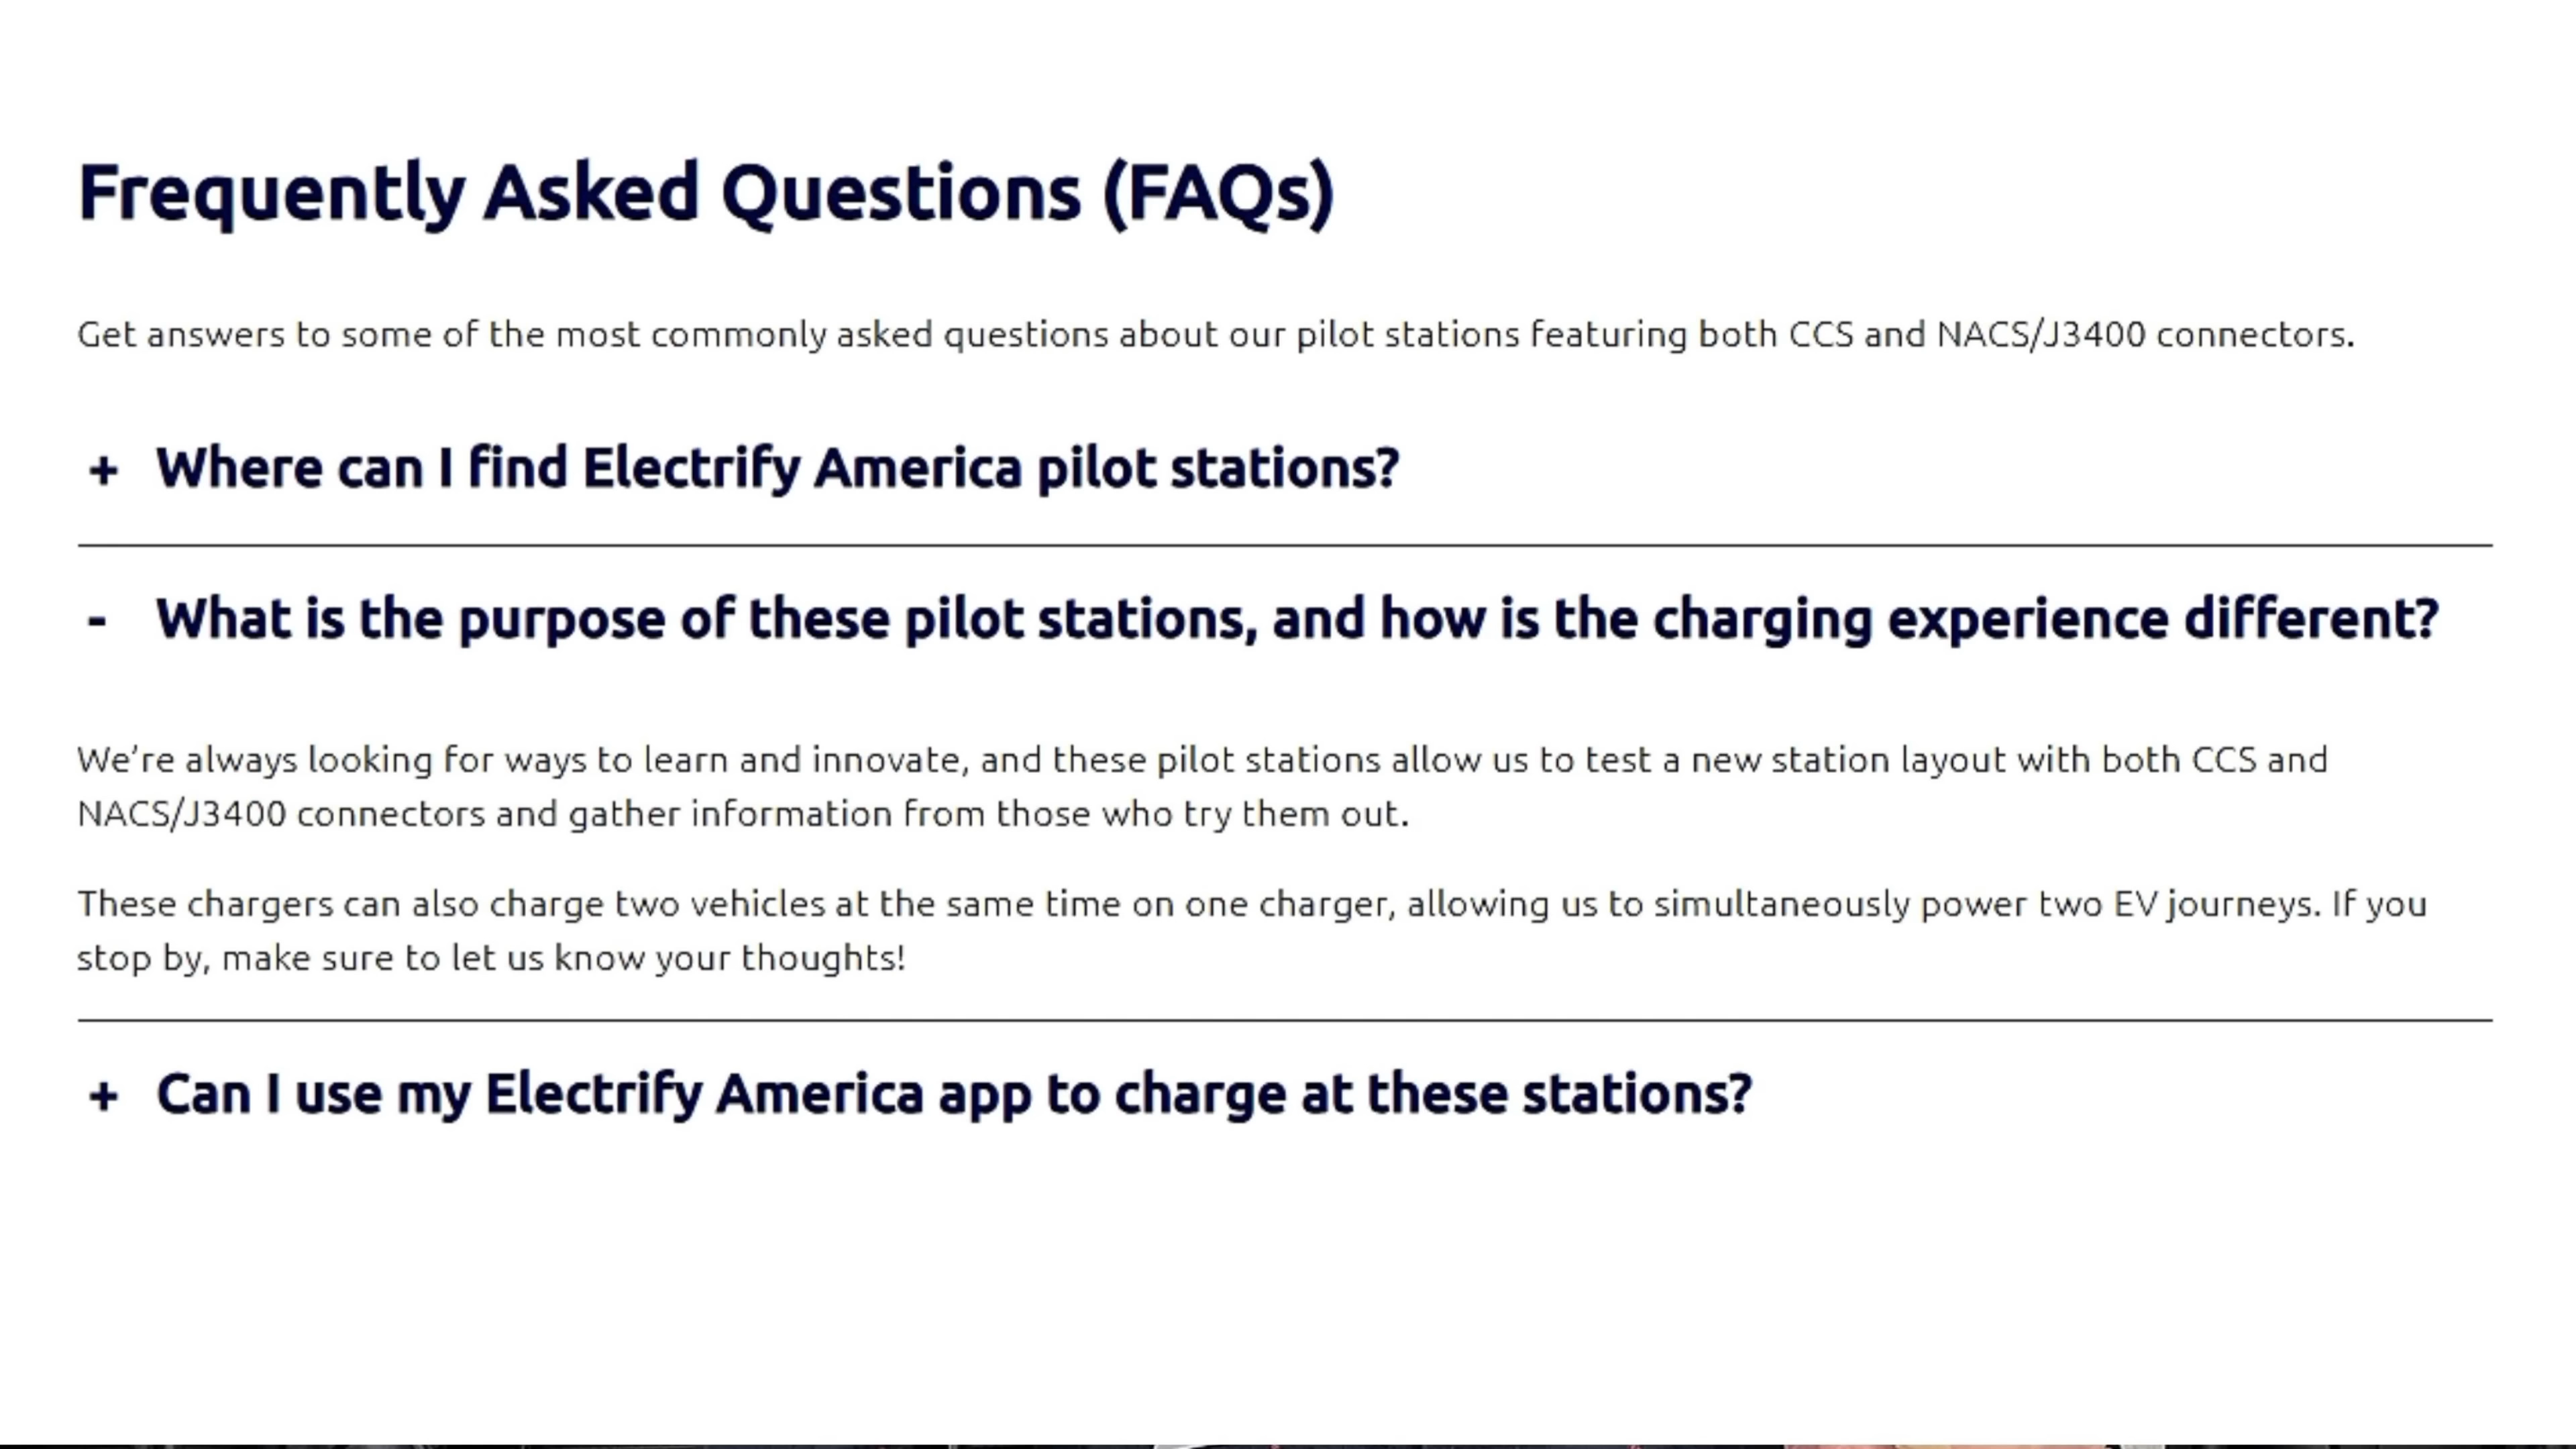 Frequently Asked Questions (FAQs)
Get answers to some of the most commonly asked questions about our pilot stations featuring both CCS and NACS/J3400 connectors.
+ Where can I find Electrify America pilot stations?
- What is the purpose of these pilot stations, and how is the charging experience different?
We’re always looking for ways to learn and innovate, and these pilot stations allow us to test a new station layout with both CCS and
NACS/J3400 connectors and gather information from those who try them out.
These chargers can also charge two vehicles at the same time on one charger, allowing us to simultaneously power two EV journeys. If you
stop by, make sure to let us know your thoughts!
+ Can I use my Electrify America app to charge at these stations?